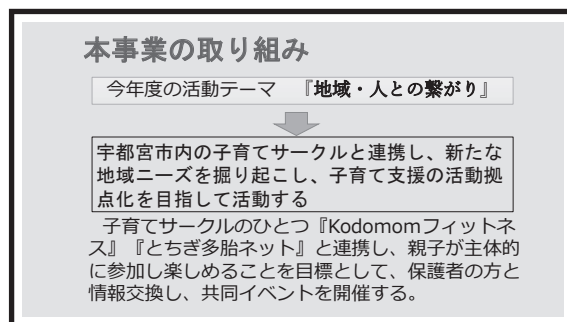 本事業の取り組み
今年度の活動テーマ　『地域・人との繋がり』
宇都宮市内の子育てサークルと連携し、新たな
地域ニーズを掘り起こし、子育て支援の活動拠
点化を目指して活動する
子育てサークルのひとつ『Kodomomフィットネ
ス』『とちぎ多胎ネット』と連携し、親子が主体的
に参加し楽しめることを目標として、保護者の方と
情報交換し、共同イベントを開催する。